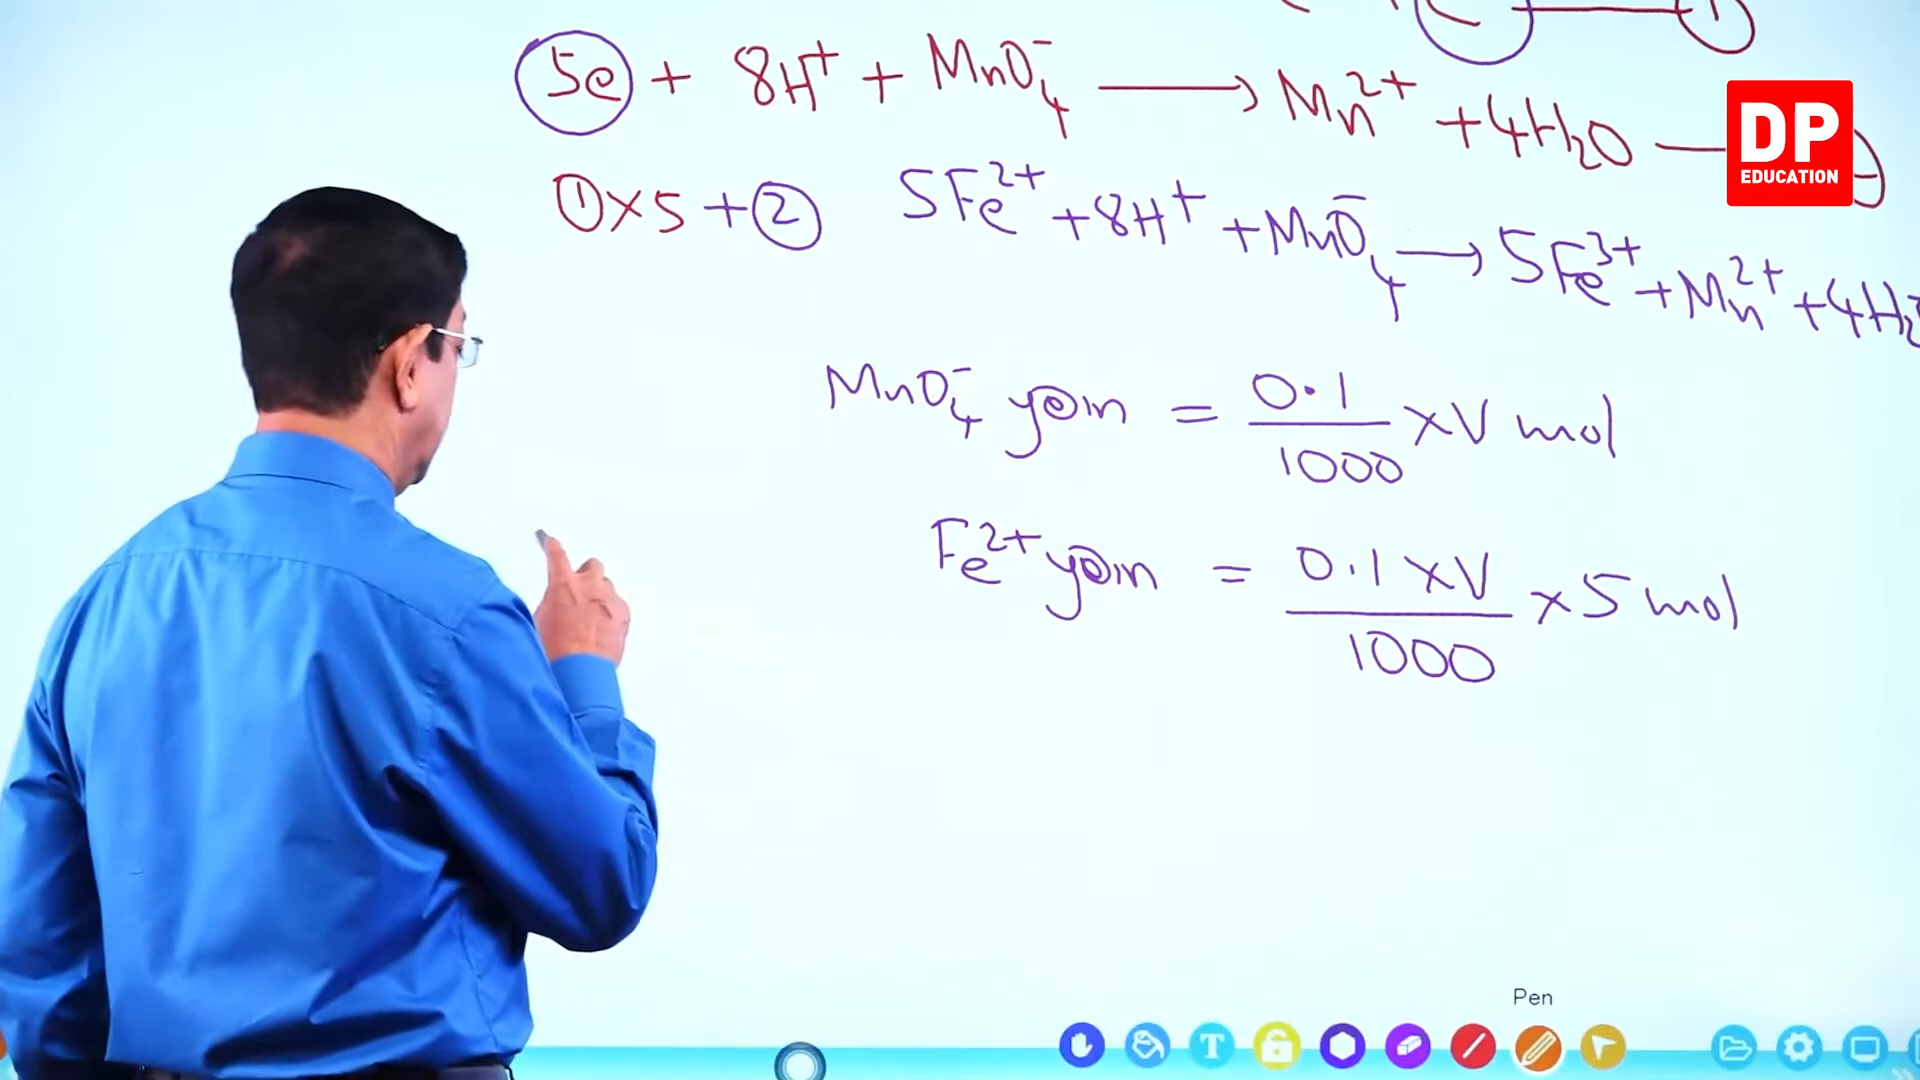 5e + 8H⁺ + MnO₄⁻ → Mn²⁺ + 4H₂O
①×5 + ② 5Fe²⁺ + 8H⁺ + MnO₄⁻ → 5Fe³⁺ + Mn²⁺ + 4H₂
DP
EDUCATION
MnO₄⁻ = 0.1/1000 × V mol
Fe²⁺ = 0.1 × V/1000 × 5 mol
Pen
T